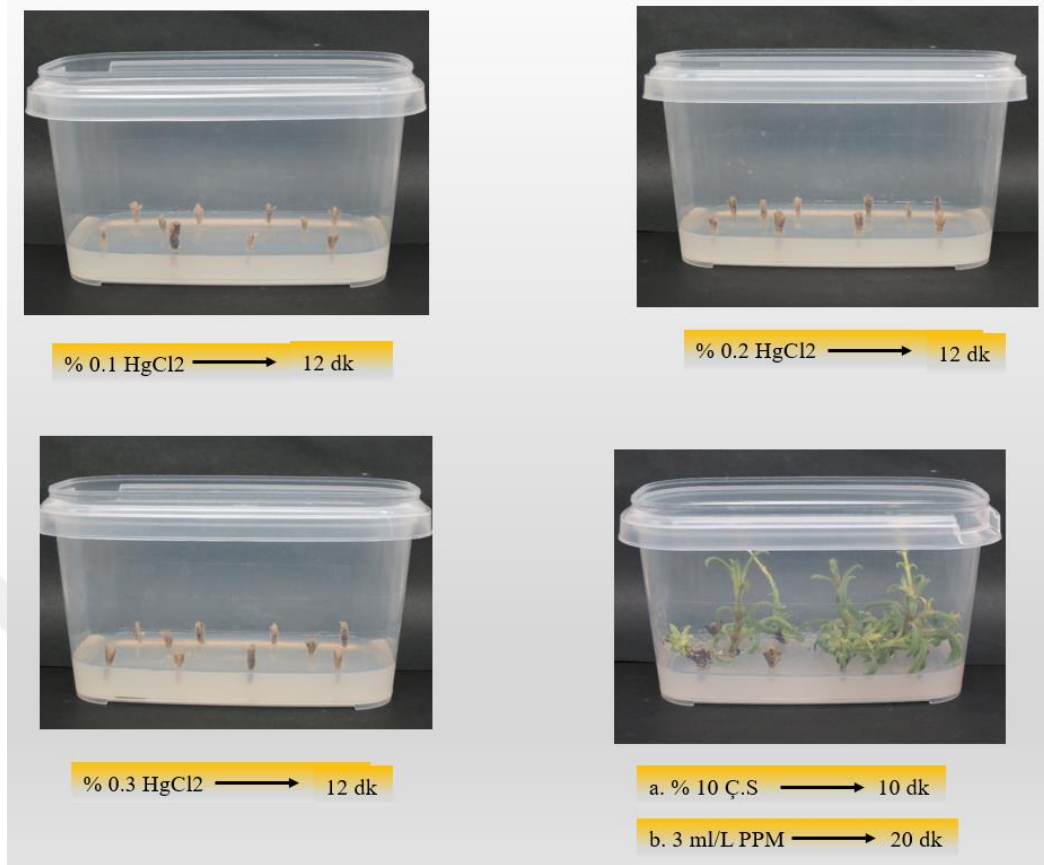 % 0.1 HgCl2 → 12 dk
% 0.2 HgCl2 → 12 dk
% 0.3 HgCl2 → 12 dk
a. % 10 Ç.S → 10 dk
b. 3 ml/L PPM → 20 dk